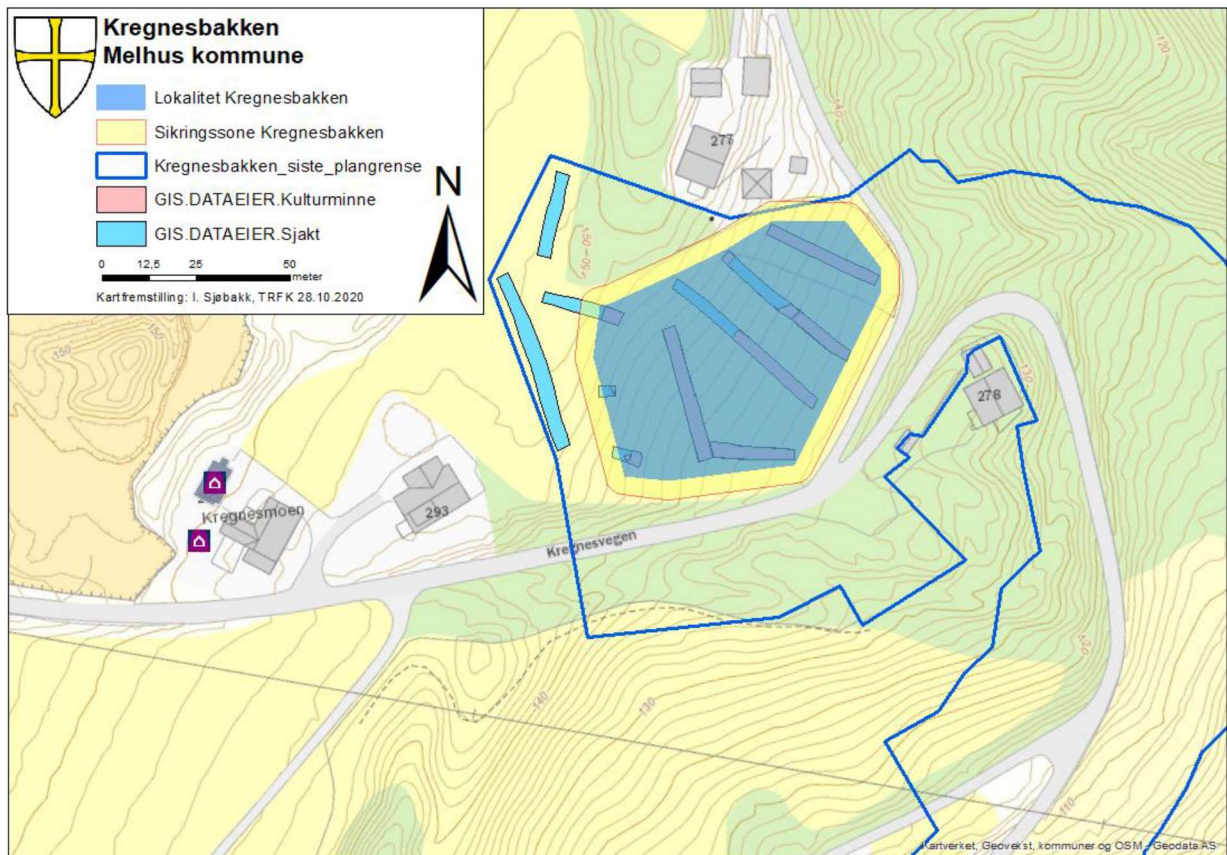 Kregnesbakken
Melhus kommune
Lokalitet Kregnesbakken
Sikringssone Kregnesbakken
Kregnesbakken_siste_plangrense
GIS.DATAEIER.Kulturminne
GIS.DATAEIER.Sjakt
N
0 12,5 25 50
meter
Kartfremstilling: I. Sjøbakk, TRFK 28.10.2020
120
140
277
150
150
150
130
278
Kregnesmoen
293
Kregnesvegen
140
130
120
110
Kartverket, Geovekst, kommuner og OSM - Geodata AS